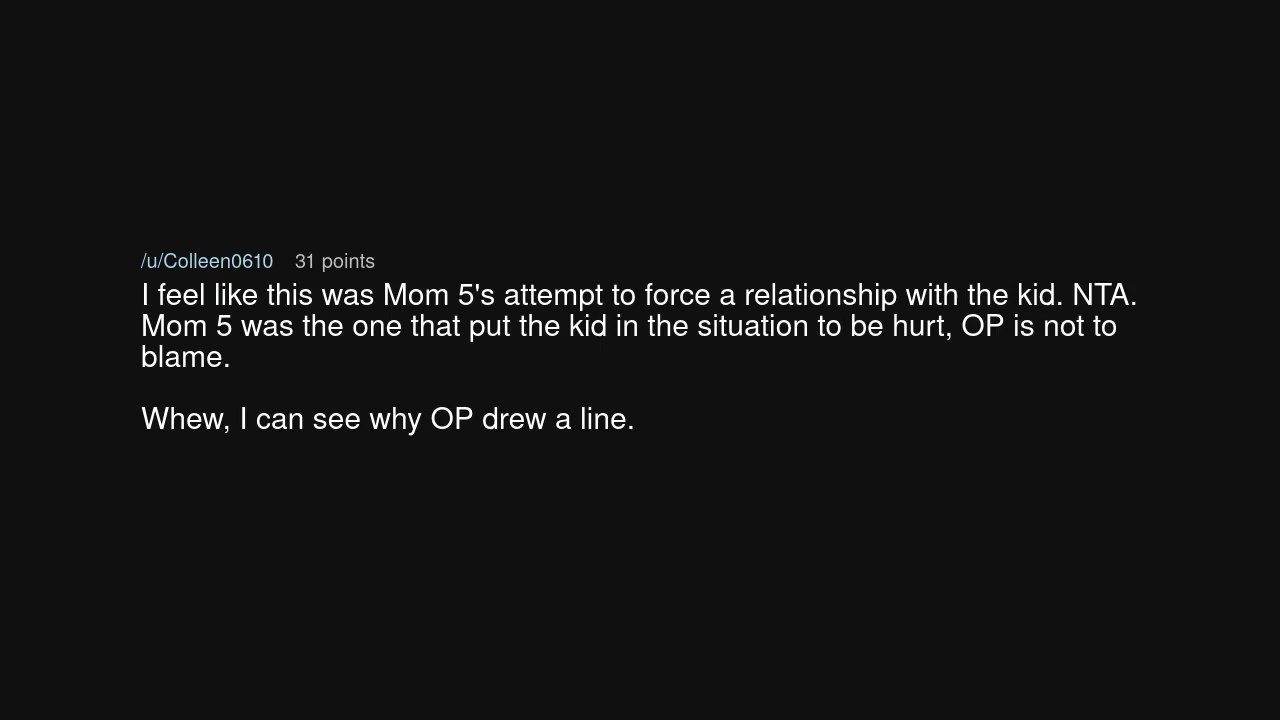 /u/Colleen0610 31 points
I feel like this was Mom 5's attempt to force a relationship with the kid. NTA.
Mom 5 was the one that put the kid in the situation to be hurt, OP is not to
blame.
Whew, I can see why OP drew a line.